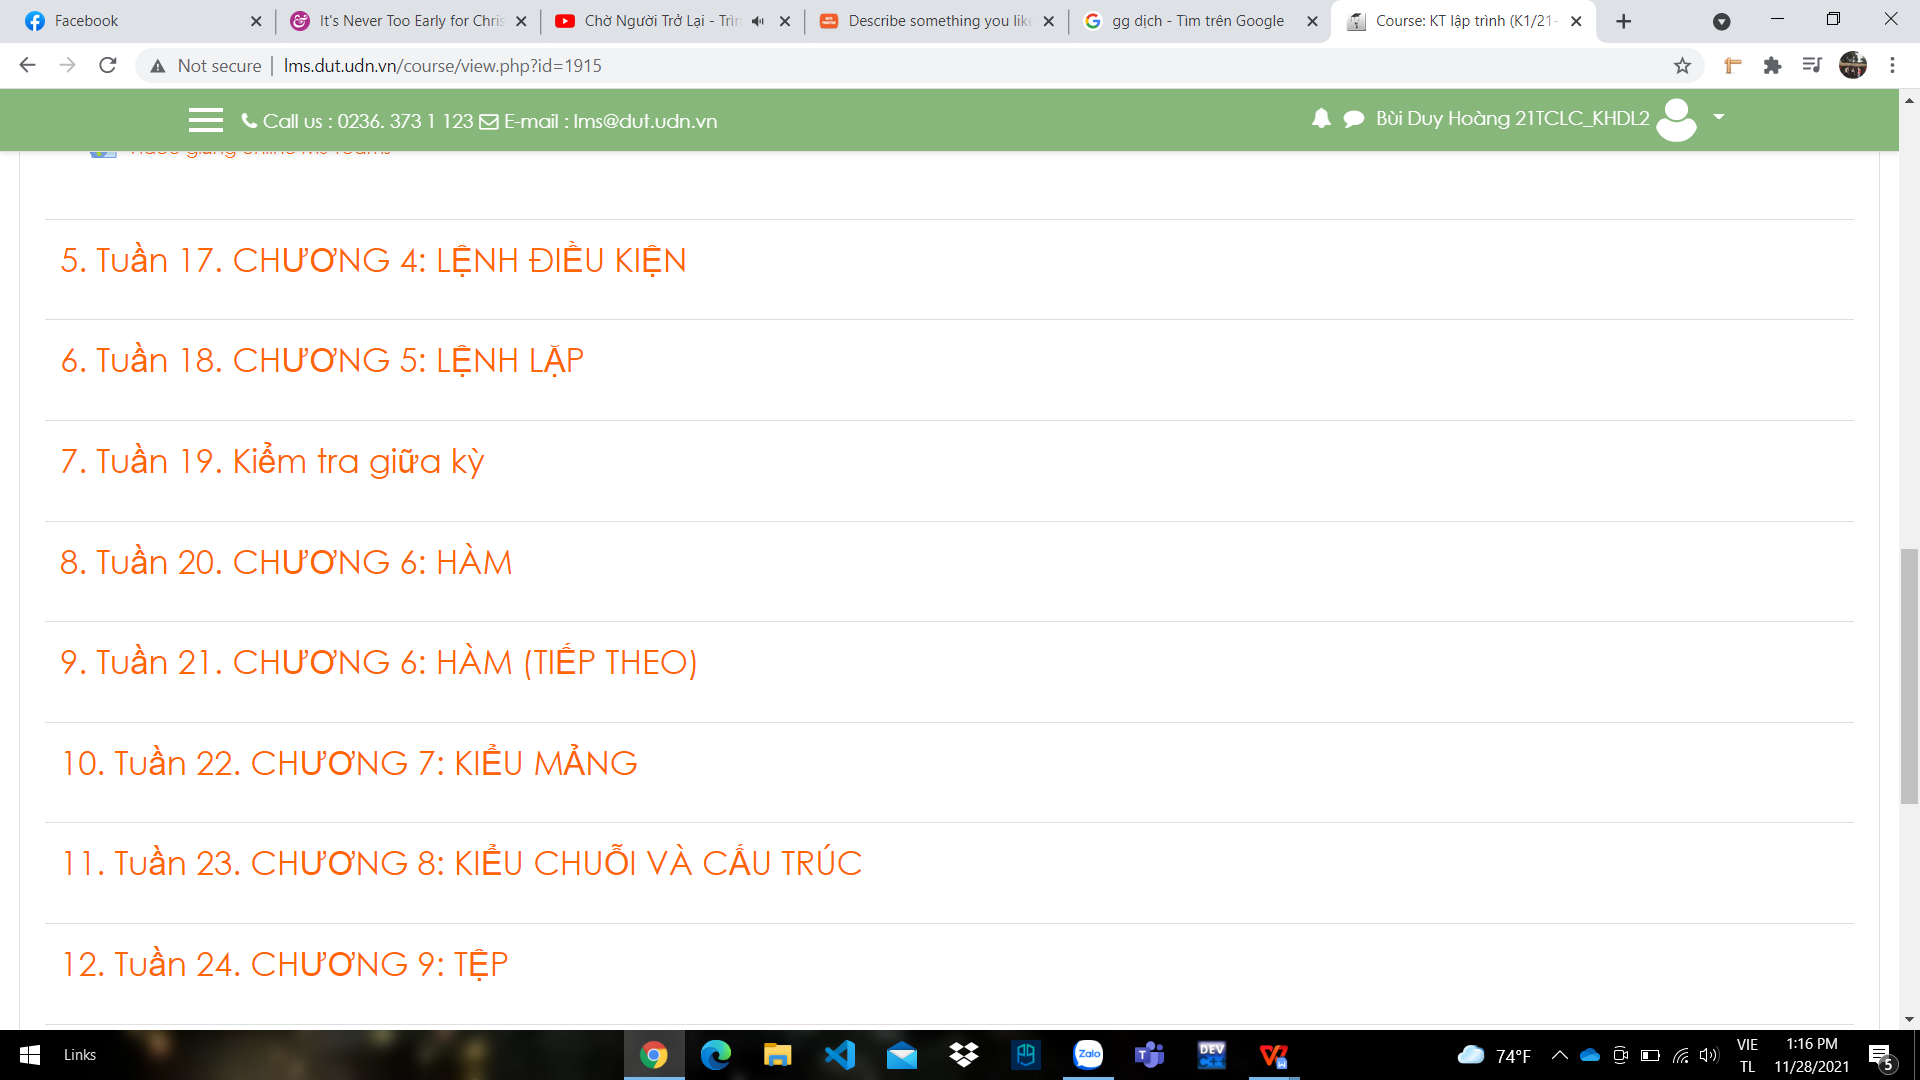 Facebook
It's Never Too Early for Chris
Chờ Người Trở Lại - Trìn
Describe something you like
gg dịch - Tìm trên Google
Course: KT lập trình (K1/21-
Not secure
lms.dut.udn.vn/course/view.php?id=1915
Call us : 0236. 373 1 123 E-mail : lms@dut.udn.vn
Bùi Duy Hoàng 21TCLC_KHDL2
Video giảng online Ms Teams
5. Tuần 17. CHƯƠNG 4: LỆNH ĐIỀU KIỆN
6. Tuần 18. CHƯƠNG 5: LỆNH LẶP
7. Tuần 19. Kiểm tra giữa kỳ
8. Tuần 20. CHƯƠNG 6: HÀM
9. Tuần 21. CHƯƠNG 6: HÀM (TIẾP THEO)
10. Tuần 22. CHƯƠNG 7: KIỂU MẢNG
11. Tuần 23. CHƯƠNG 8: KIỂU CHUỖI VÀ CẤU TRÚC
12. Tuần 24. CHƯƠNG 9: TỆP
Links
Zalo
DEV
74°F
VIE
TL
1:16 PM
11/28/2021
5